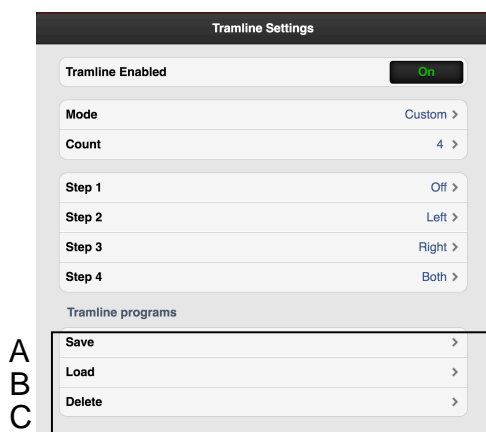 Tramline Settings
Tramline Enabled On
Mode Custom
Count 4
Step 1 Off
Step 2 Left
Step 3 Right
Step 4 Both
Tramline programs
A Save
B Load
C Delete